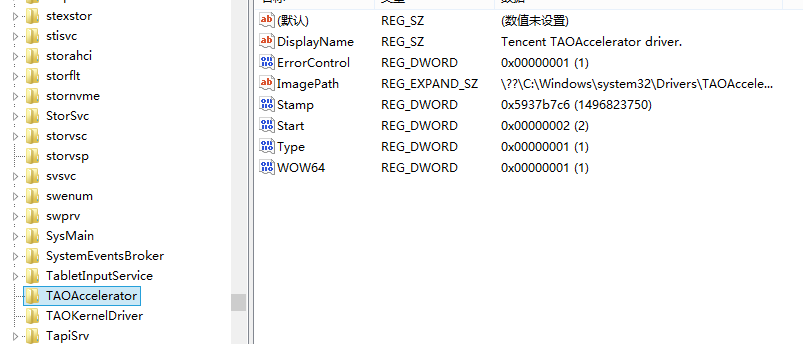 stexstor
stisvc
storahci
storflt
stornvme
StorSvc
storvsc
storvsp
svsvc
swenum
swprv
SysMain
SystemEventsBroker
TabletInputService
TAOAccelerator
TAOKernelDriver
TapiSrv
(默认) REG_SZ (数值未设置)
DisplayName REG_SZ Tencent TAOAccelerator driver.
ErrorControl REG_DWORD 0x00000001 (1)
ImagePath REG_EXPAND_SZ \??\C:\Windows\system32\Drivers\TAOAccele...
Stamp REG_DWORD 0x5937b7c6 (1496823750)
Start REG_DWORD 0x00000002 (2)
Type REG_DWORD 0x00000001 (1)
WOW64 REG_DWORD 0x00000001 (1)